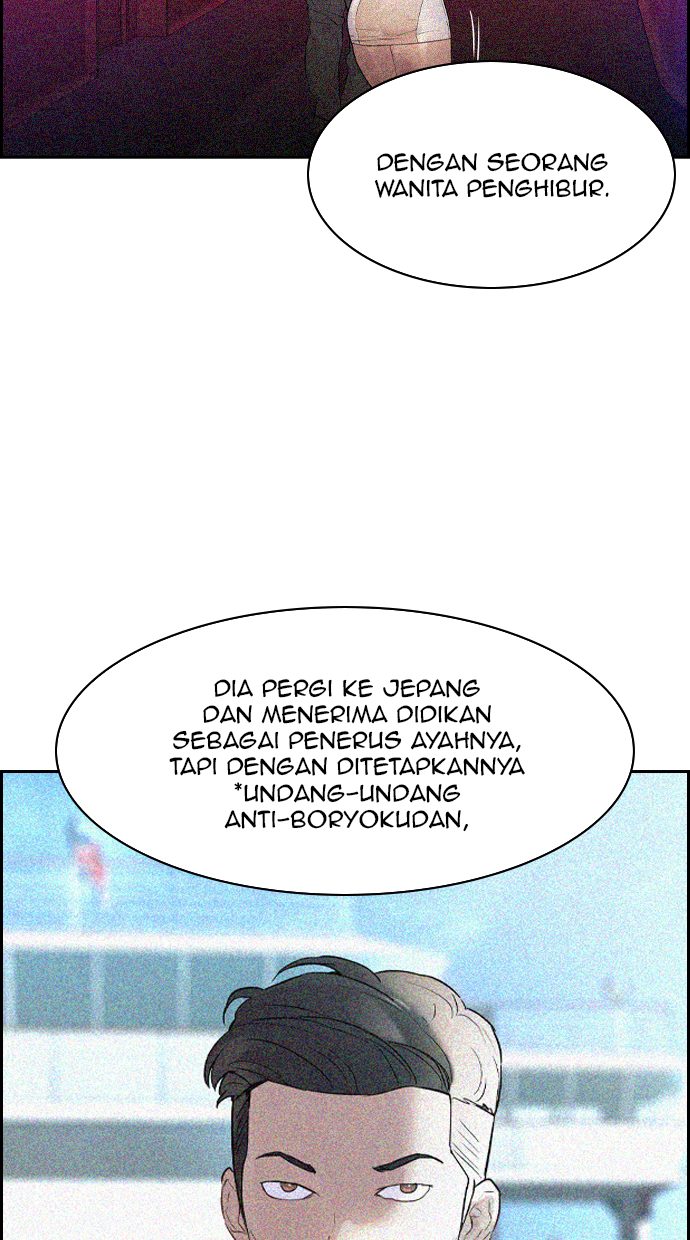 DENGAN SEORANG
WANITA PENGHIBUR.
DIA PERGI KE JEPANG
DAN MENERIMA DIDIKAN
SEBAGAI PENERUS AYAHNYA,
TAPI DENGAN DITETAPKANNYA
*UNDANG-UNDANG
ANTI-BORYOKUDAN,